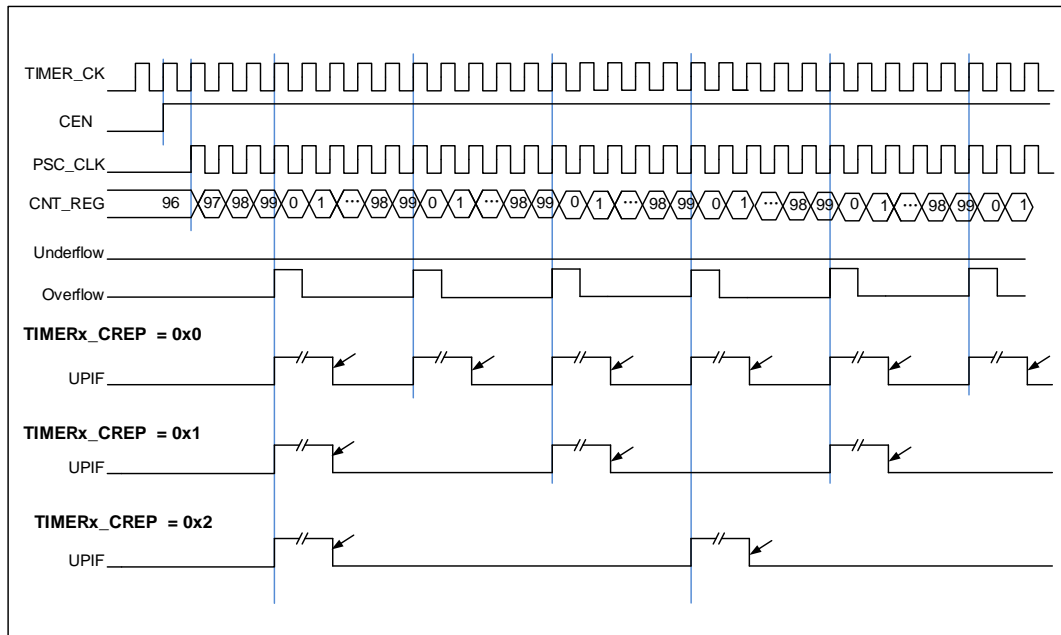 TIMER_CK
CEN
PSC_CLK
CNT_REG 96 97 98 99 0 1 ... 98 99 0 1 ... 98 99 0 1 ... 98 99 0 1 ... 98 99 0 1 ... 98 99 0 1
Underflow
Overflow
TIMERx_CREP = 0x0
UPIF
TIMERx_CREP = 0x1
UPIF
TIMERx_CREP = 0x2
UPIF